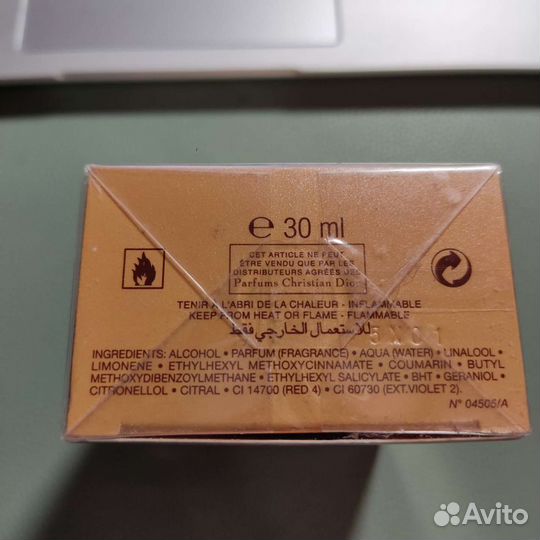 e 30 ml
CET ARTICLE NE PEUT
ÊTRE VENDU QUE PAR LES
DISTRIBUTEURS AGRÉÉS DES
Parfums Christian Dior
TENIR A L'ABRI DE LA CHALEUR - INFLAMMABLE
KEEP FROM HEAT OR FLAME - FLAMMABLE
للاستعمال الخارجي فقط
5X01
INGREDIENTS: ALCOHOL • PARFUM (FRAGRANCE) • AQUA (WATER) • LINALOOL •
LIMONENE • ETHYLHEXYL METHOXYCINNAMATE • COUMARIN • BUTYL
METHOXYDIBENZOYLMETHANE • ETHYLHEXYL SALICYLATE • BHT • GERANIOL •
CITRONELLOL • CITRAL • CI 14700 (RED 4) • CI 60730 (EXT.VIOLET 2).
N° 04505/A
Avito